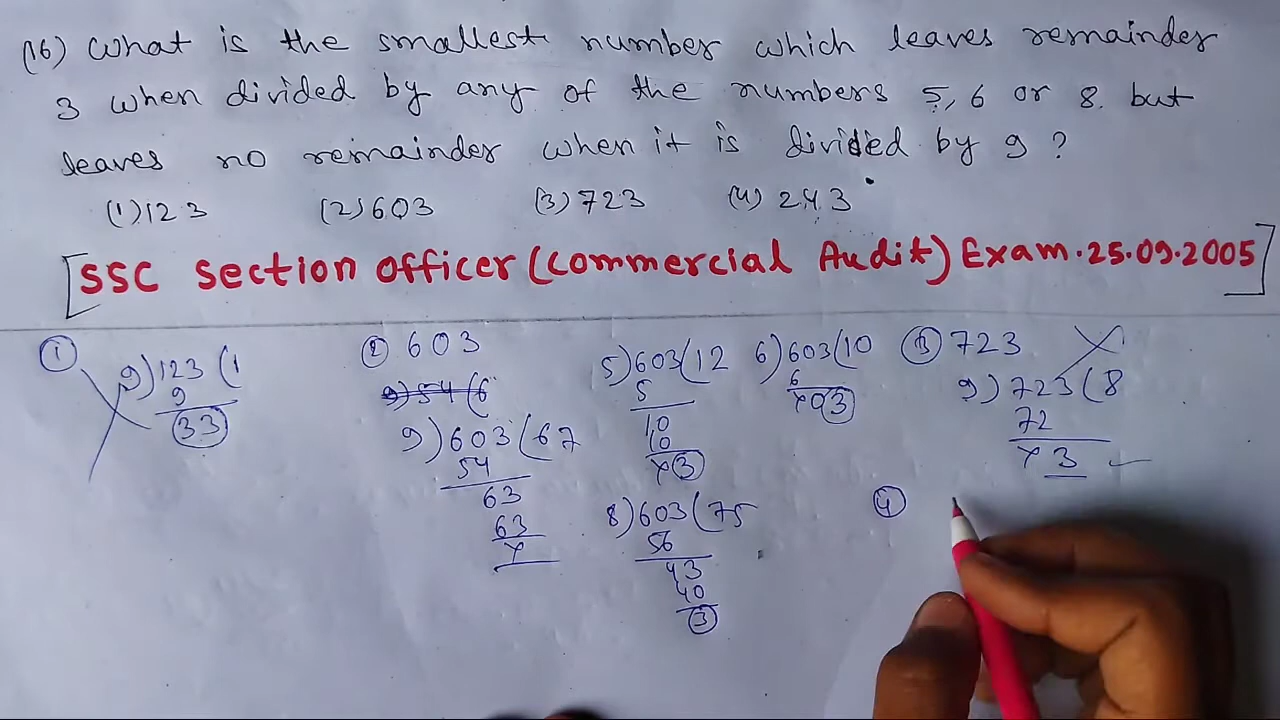 (16) What is the smallest number which leaves remainder
3 when divided by any of the numbers 5, 6 or 8. but
leaves no remainder when it is divided by 9 ?
(1) 123 (2) 603 (3) 723 (4) 243
[SSC Section Officer (Commercial Audit) Exam. 25.09.2005]
① ② 603 5)603(12 6)603(10 ③ 723
9)123(1 9)54(6 5 6 9)723(8
9 9)603(67 10 ×03 72
33 54 10 ×3
63 ×3
63 8)603(75 ④
× 56
43
40
3